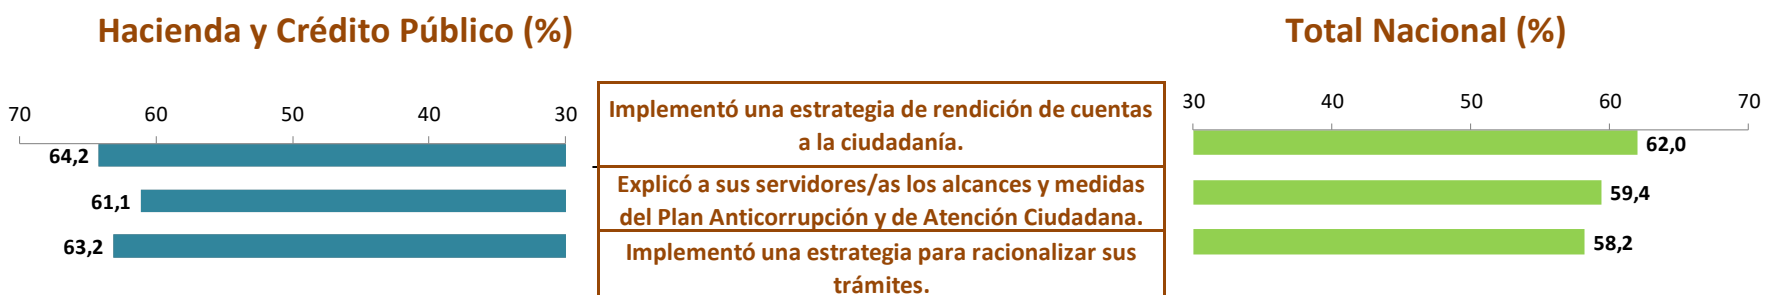 Hacienda y Crédito Público (%)
Total Nacional (%)
70 60 50 40 30
30 40 50 60 70
Implementó una estrategia de rendición de cuentas
a la ciudadanía.
64,2
62,0
Explicó a sus servidores/as los alcances y medidas
del Plan Anticorrupción y de Atención Ciudadana.
61,1
59,4
Implementó una estrategia para racionalizar sus
trámites.
63,2
58,2